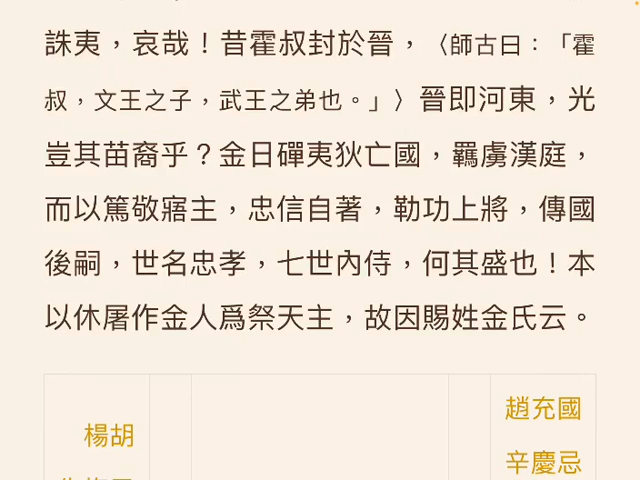 誅夷，哀哉！昔霍叔封於晉，〈師古曰：「霍
叔，文王之子，武王之弟也。」〉晉即河東，光
豈其苗裔乎？金日磾夷狄亡國，羈虜漢庭，
而以篤敬寤主，忠信自著，勒功上將，傳國
後嗣，世名忠孝，七世內侍，何其盛也！本
以休屠作金人爲祭天主，故因賜姓金氏云。
趙充國
楊胡
辛慶忌